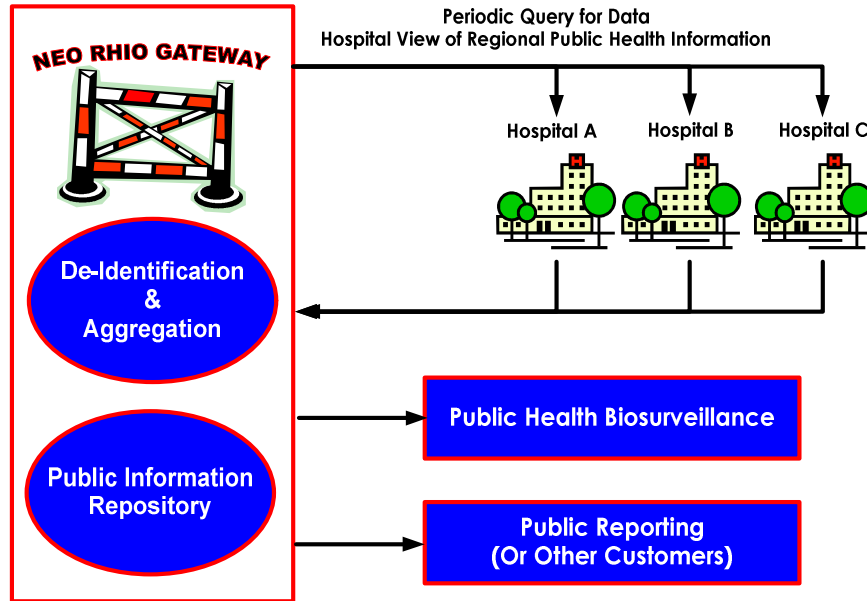 Periodic Query for Data
Hospital View of Regional Public Health Information
NEO RHIO GATEWAY
Hospital A
Hospital B
Hospital C
H
H
H
De-Identification
&
Aggregation
Public Health Biosurveillance
Public Information
Repository
Public Reporting
(Or Other Customers)